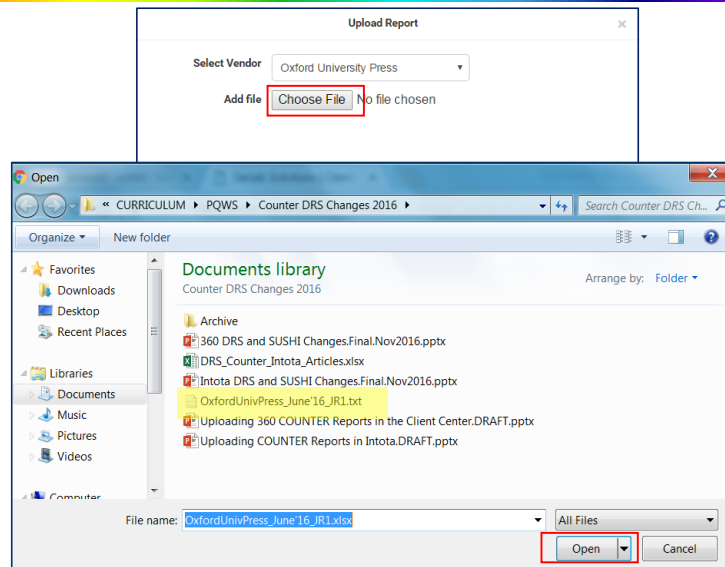 Upload Report ×
Select Vendor Oxford University Press
Add file Choose File No file chosen
Open X
« CURRICULUM PQWS Counter DRS Changes 2016 Search Counter DRS Ch...
Organize New folder
Favorites
Downloads
Desktop
Recent Places
Libraries
Documents
Music
Pictures
Videos
Computer
Documents library
Counter DRS Changes 2016
Arrange by: Folder
Archive
360 DRS and SUSHI Changes.Final.Nov2016.pptx
DRS_Counter_Intota_Articles.xlsx
Intota DRS and SUSHI Changes.Final.Nov2016.pptx
OxfordUnivPress_June'16_JR1.txt
Uploading 360 COUNTER Reports in the Client Center.DRAFT.pptx
Uploading COUNTER Reports in Intota.DRAFT.pptx
File name: OxfordUnivPress_June'16_JR1.xlsx All Files
Open Cancel